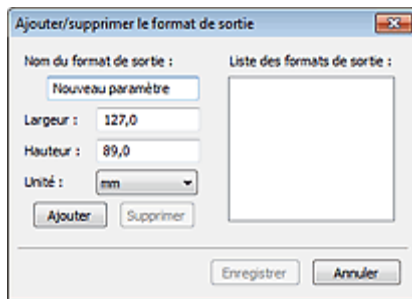 Ajouter/supprimer le format de sortie
Nom du format de sortie :
Nouveau paramètre
Largeur : 127,0
Hauteur : 89,0
Unité : mm
Ajouter Supprimer
Liste des formats de sortie :
Enregistrer Annuler